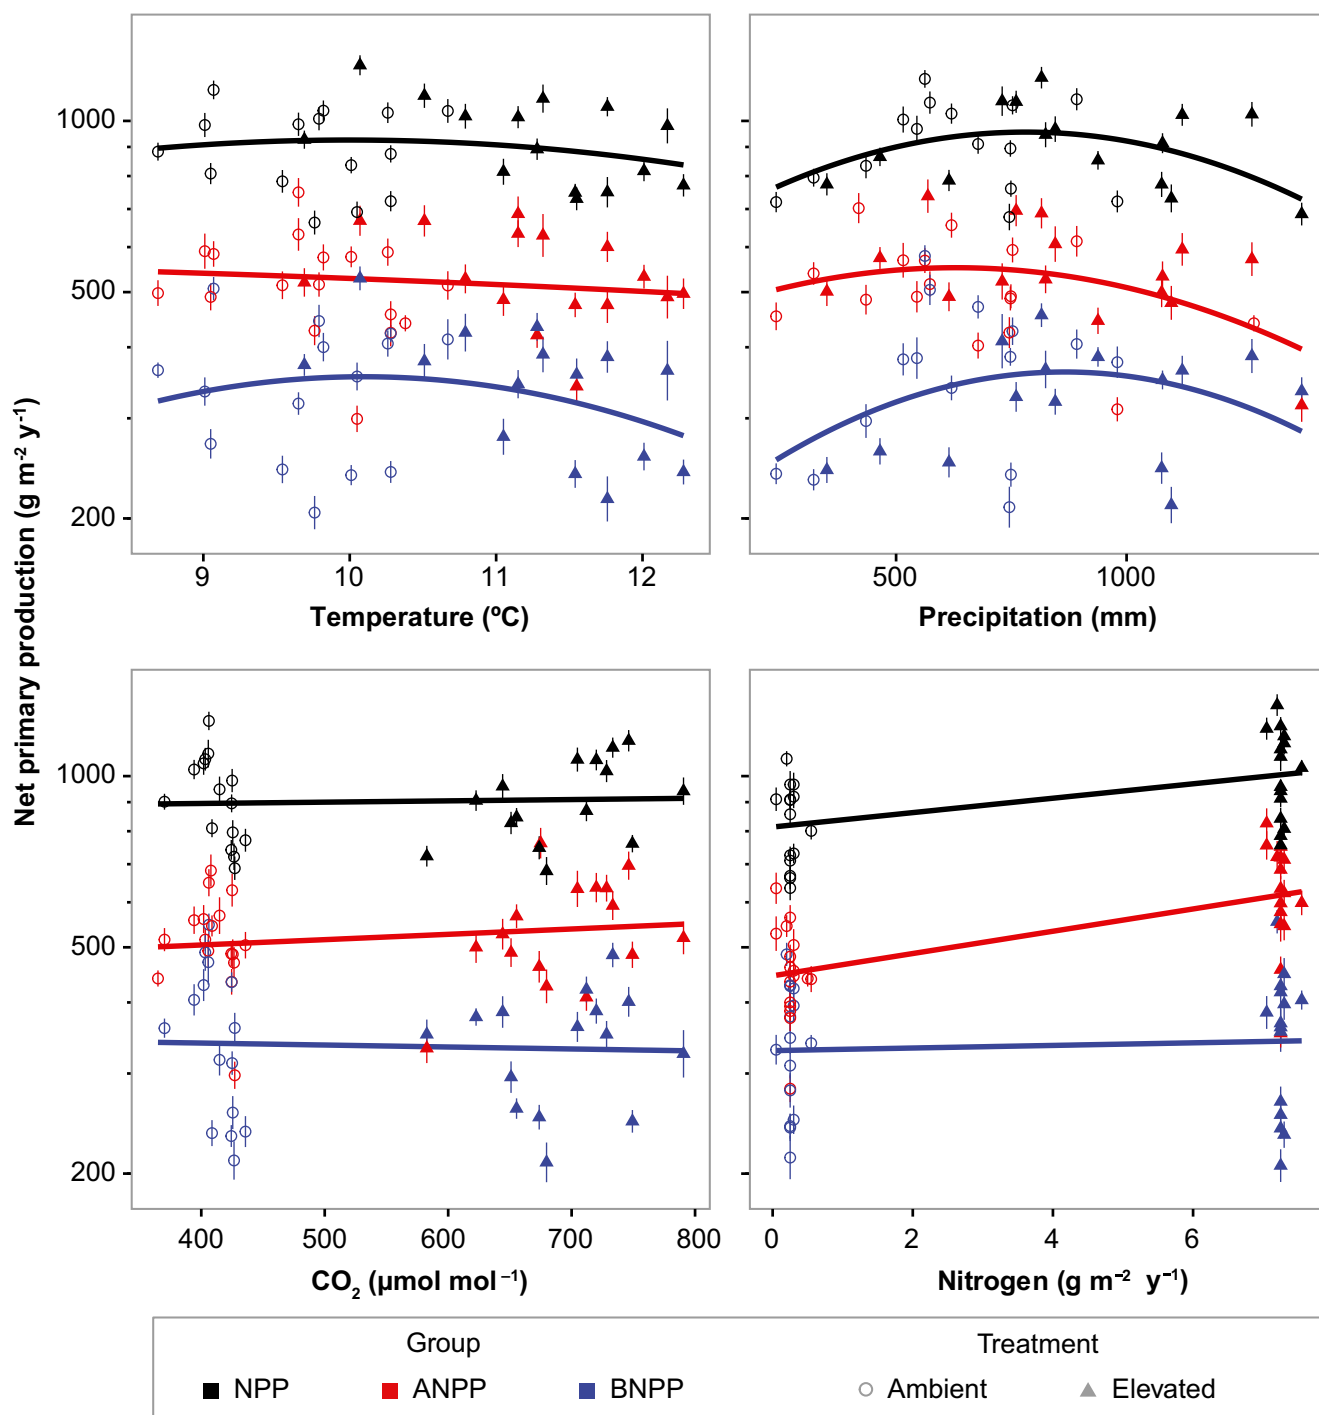 Net primary production (g m⁻² y⁻¹)
1000
500
200
9 10 11 12
Temperature (ºC)
500 1000
Precipitation (mm)
1000
500
200
400 500 600 700 800
CO₂ (µmol mol⁻¹)
0 2 4 6
Nitrogen (g m⁻² y⁻¹)
Group Treatment
NPP ANPP BNPP Ambient Elevated